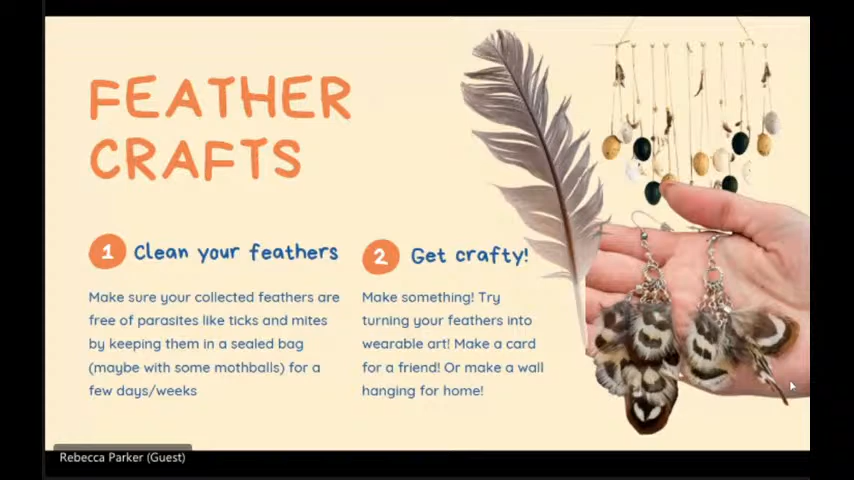 FEATHER
CRAFTS
1 Clean your feathers
Make sure your collected feathers are
free of parasites like ticks and mites
by keeping them in a sealed bag
(maybe with some mothballs) for a
few days/weeks
2 Get crafty!
Make something! Try
turning your feathers into
wearable art! Make a card
for a friend! Or make a wall
hanging for home!
Rebecca Parker (Guest)